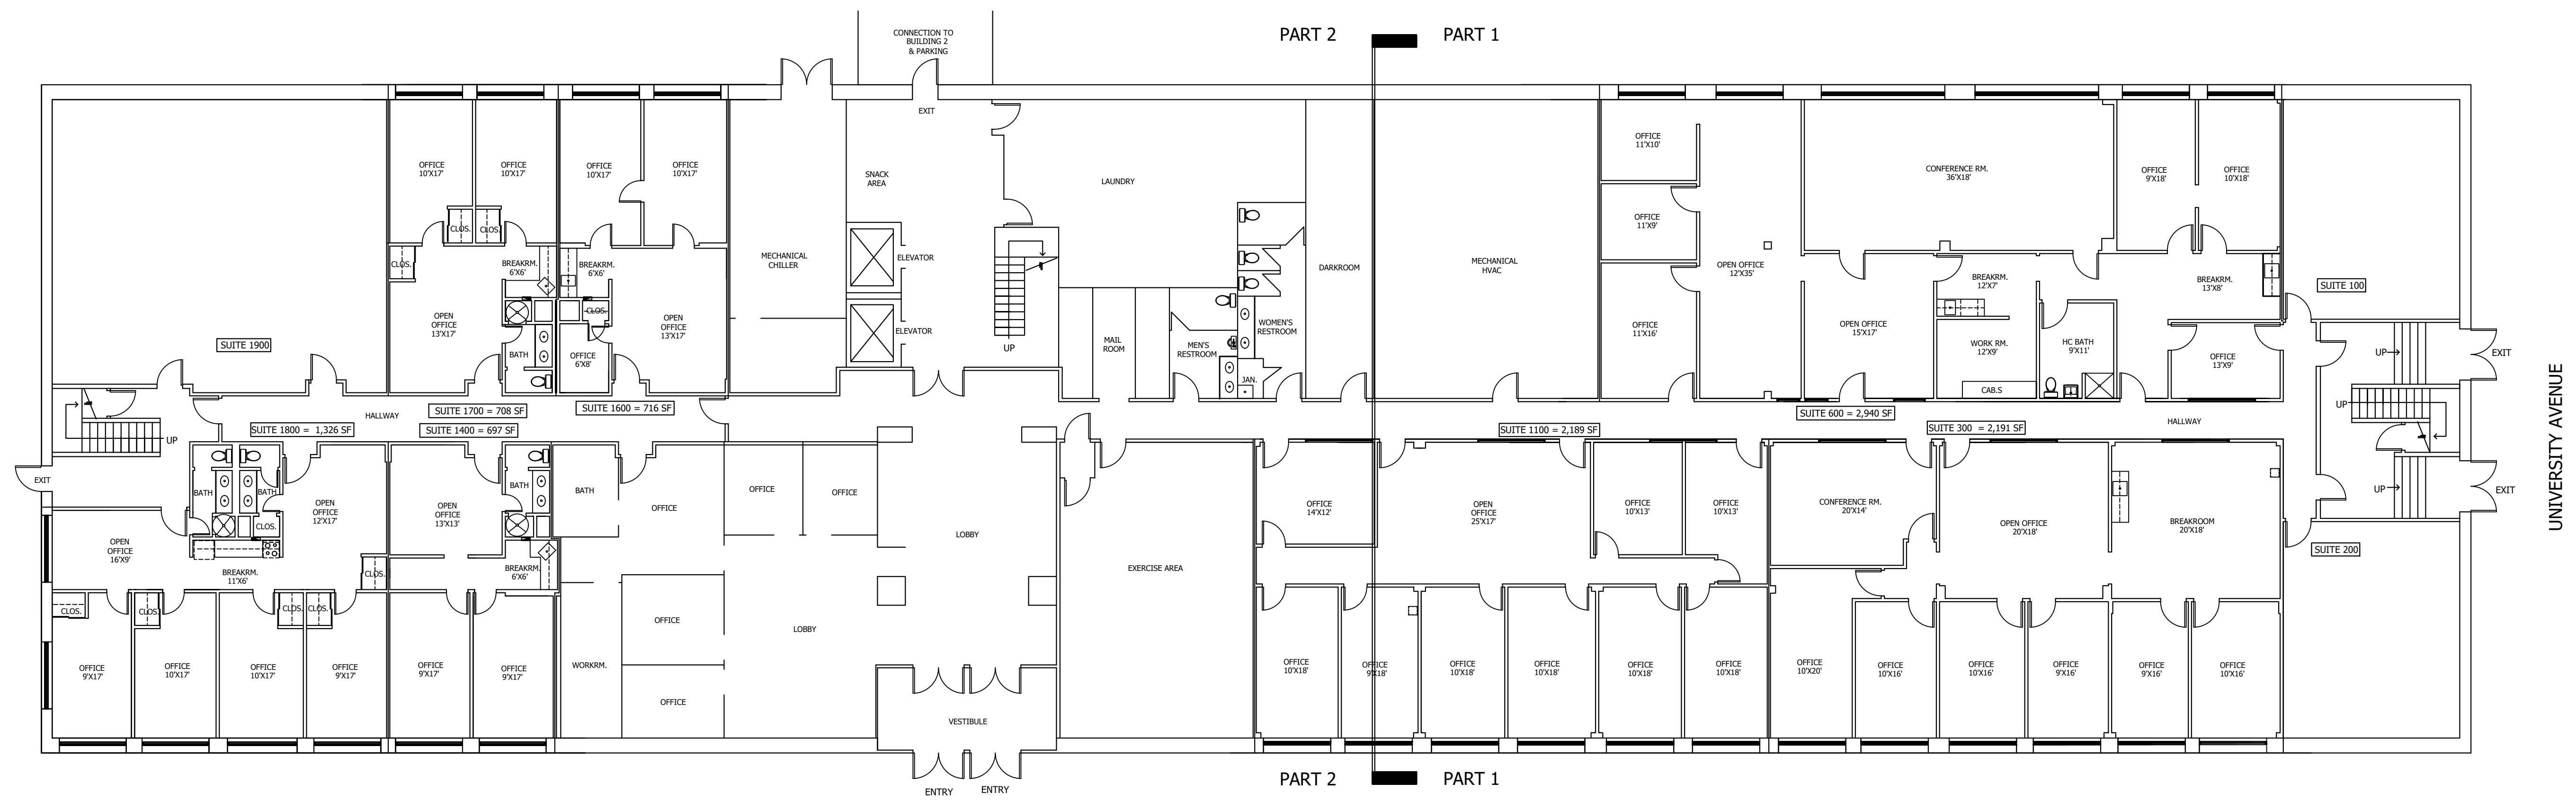 PART 2
PART 1
CONNECTION TO
BUILDING 2
& PARKING
EXIT
OFFICE
10'X17'
OFFICE
10'X17'
OFFICE
10'X17'
OFFICE
10'X17'
CLOS.
CLOS.
CLOS.
BREAKRM.
6'X6'
BREAKRM.
6'X6'
CLOS.
OPEN
OFFICE
13'X17'
OPEN
OFFICE
13'X17'
BATH
OFFICE
6'X8'
SUITE 1900
MECHANICAL
CHILLER
SNACK
AREA
ELEVATOR
ELEVATOR
LAUNDRY
UP
MAIL
ROOM
MEN'S
RESTROOM
WOMEN'S
RESTROOM
JAN.
DARKROOM
MECHANICAL
HVAC
OFFICE
11'X10'
OFFICE
11'X9'
OFFICE
11'X16'
OPEN OFFICE
12'X35'
CONFERENCE RM.
36'X18'
OFFICE
9'X18'
OFFICE
10'X18'
OPEN OFFICE
15'X17'
BREAKRM.
12'X7'
WORK RM.
12'X9'
CAB.S
HC BATH
9'X11'
BREAKRM.
13'X8'
OFFICE
13'X9'
SUITE 100
UP
EXIT
UP
UP
EXIT
UNIVERSITY AVENUE
HALLWAY
SUITE 1700 = 708 SF
SUITE 1600 = 716 SF
SUITE 1800 = 1,326 SF
SUITE 1400 = 697 SF
SUITE 1100 = 2,189 SF
SUITE 600 = 2,940 SF
SUITE 300 = 2,191 SF
HALLWAY
UP
EXIT
BATH
BATH
CLOS.
OPEN
OFFICE
12'X17'
OPEN
OFFICE
13'X13'
BATH
OPEN
OFFICE
16'X9'
BREAKRM.
11'X6'
CLOS.
BREAKRM.
6'X6'
CLOS.
CLOS.
CLOS.
CLOS.
OFFICE
9'X17'
OFFICE
10'X17'
OFFICE
10'X17'
OFFICE
9'X17'
OFFICE
9'X17'
OFFICE
9'X17'
BATH
OFFICE
OFFICE
OFFICE
OFFICE
OFFICE
WORKRM.
LOBBY
LOBBY
VESTIBULE
ENTRY
ENTRY
EXERCISE AREA
OFFICE
14'X12'
OPEN
OFFICE
25'X17'
OFFICE
10'X13'
OFFICE
10'X13'
CONFERENCE RM.
20'X14'
OPEN OFFICE
20'X18'
BREAKROOM
20'X18'
SUITE 200
OFFICE
10'X18'
OFFICE
9'X18'
OFFICE
10'X18'
OFFICE
10'X18'
OFFICE
10'X18'
OFFICE
10'X18'
OFFICE
10'X20'
OFFICE
10'X16'
OFFICE
10'X16'
OFFICE
9'X16'
OFFICE
9'X16'
OFFICE
10'X16'
PART 2
PART 1